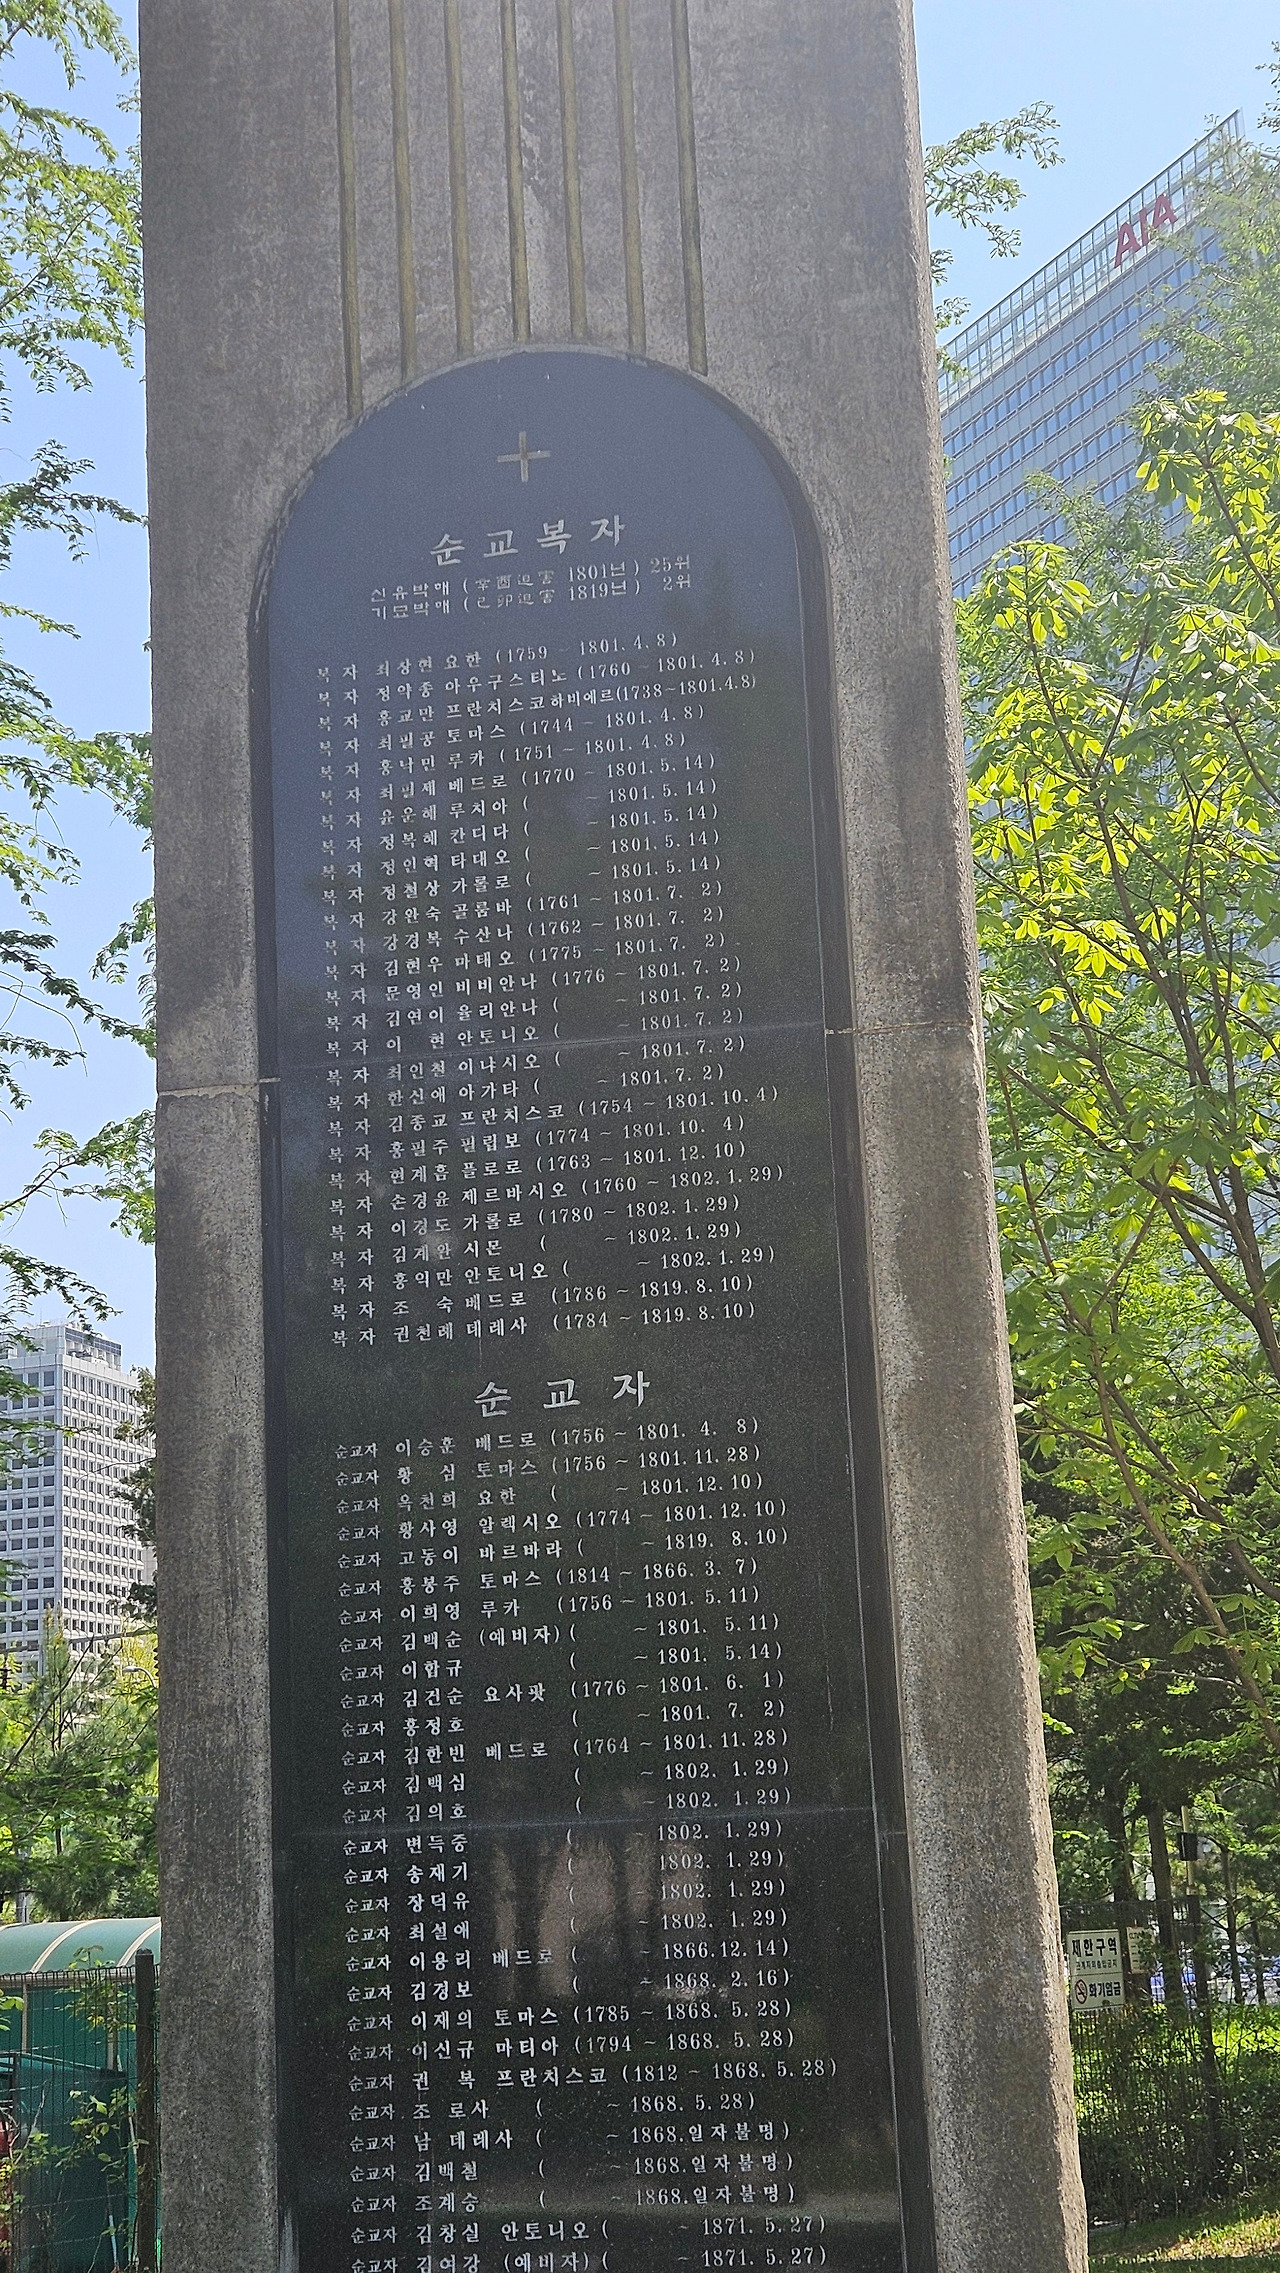 AIA
순교복자
신유박해 (辛酉迫害 1801년) 25위
기묘박해 (己卯迫害 1819년) 2위
복 자 최창현 요한 (1759 ~ 1801. 4. 8)
복 자 정약종 아우구스티노 (1760 ~ 1801. 4. 8)
복 자 홍교만 프란치스코하비에르(1738~1801.4.8)
복 자 최필공 토마스 (1744 ~ 1801. 4. 8)
복 자 홍낙민 루카 (1751 ~ 1801. 4. 8)
복 자 최필제 베드로 (1770 ~ 1801. 5. 14)
복 자 윤운혜 루치아 ( ~ 1801. 5. 14)
복 자 정복혜 칸디다 ( ~ 1801. 5. 14)
복 자 정인혁 타대오 ( ~ 1801. 5. 14)
복 자 정철상 가롤로 ( ~ 1801. 5. 14)
복 자 강완숙 골룸바 (1761 ~ 1801. 7. 2)
복 자 강경복 수산나 (1762 ~ 1801. 7. 2)
복 자 김현우 마태오 (1775 ~ 1801. 7. 2)
복 자 문영인 비비안나 (1776 ~ 1801. 7. 2)
복 자 김연이 율리안나 ( ~ 1801. 7. 2)
복 자 이 현 안토니오 ( ~ 1801. 7. 2)
복 자 최인철 이냐시오 ( ~ 1801. 7. 2)
복 자 한신애 아가타 ( ~ 1801. 7. 2)
복 자 김종교 프란치스코 (1754 ~ 1801. 10. 4)
복 자 홍필주 필립보 (1774 ~ 1801. 10. 4)
복 자 현계흠 플로로 (1763 ~ 1801. 12. 10)
복 자 손경윤 제르바시오 (1760 ~ 1802. 1. 29)
복 자 이경도 가롤로 (1780 ~ 1802. 1. 29)
복 자 김계완 시몬 ( ~ 1802. 1. 29)
복 자 홍익만 안토니오 ( ~ 1802. 1. 29)
복 자 조 숙 베드로 (1786 ~ 1819. 8. 10)
복 자 권천례 데레사 (1784 ~ 1819. 8. 10)
순교자
순교자 이승훈 베드로 (1756 ~ 1801. 4. 8)
순교자 황 심 토마스 (1756 ~ 1801. 11. 28)
순교자 옥천희 요한 ( ~ 1801. 12. 10)
순교자 황사영 알렉시오 (1774 ~ 1801. 12. 10)
순교자 고동이 바르바라 ( ~ 1819. 8. 10)
순교자 홍봉주 토마스 (1814 ~ 1866. 3. 7)
순교자 이희영 루카 (1756 ~ 1801. 5. 11)
순교자 김백순 (예비자) ( ~ 1801. 5. 11)
순교자 이합규 ( ~ 1801. 5. 14)
순교자 김건순 요사팟 (1776 ~ 1801. 6. 1)
순교자 홍정호 ( ~ 1801. 7. 2)
순교자 김한빈 베드로 (1764 ~ 1801. 11. 28)
순교자 김백심 ( ~ 1802. 1. 29)
순교자 김의호 ( ~ 1802. 1. 29)
순교자 변득중 ( ~ 1802. 1. 29)
순교자 송재기 ( 1802. 1. 29)
순교자 장덕유 ( ~ 1802. 1. 29)
순교자 최설애 ( ~ 1802. 1. 29)
순교자 이용리 베드로 ( ~ 1866.12. 14)
순교자 김경보 ( ~ 1868. 2. 16)
순교자 이재의 토마스 (1785 ~ 1868. 5. 28)
순교자 이신규 마티아 (1794 ~ 1868. 5. 28)
순교자 권 복 프란치스코 (1812 ~ 1868. 5. 28)
순교자 조 로사 ( ~ 1868. 5. 28)
순교자 남 데레사 ( ~ 1868.일자불명)
순교자 김백철 ( ~ 1868.일자불명)
순교자 조계승 ( ~ 1868.일자불명)
순교자 김창실 안토니오 ( ~ 1871. 5. 27)
순교자 김여강 (예비자) ( ~ 1871. 5. 27)
제한구역
화기엄금